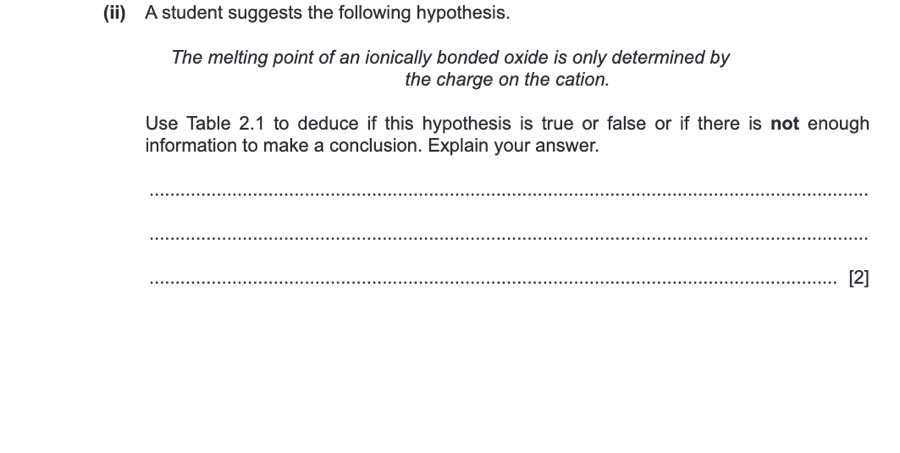 (ii) A student suggests the following hypothesis.
The melting point of an ionically bonded oxide is only determined by
the charge on the cation.
Use Table 2.1 to deduce if this hypothesis is true or false or if there is not enough
information to make a conclusion. Explain your answer.
[2]